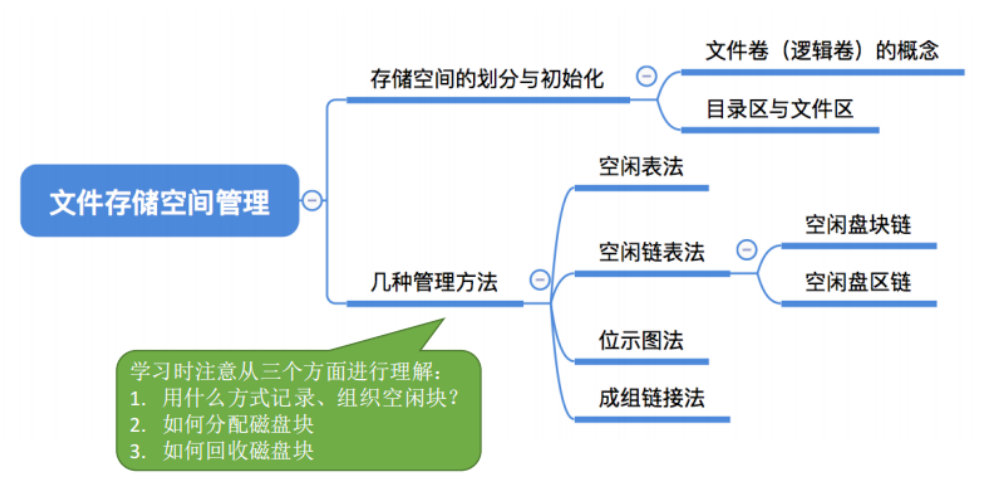 文件卷（逻辑卷）的概念
存储空间的划分与初始化
目录区与文件区
空闲表法
文件存储空间管理
空闲盘块链
空闲链表法
几种管理方法
空闲盘区链
位示图法
成组链接法
学习时注意从三个方面进行理解：
1. 用什么方式记录、组织空闲块？
2. 如何分配磁盘块
3. 如何回收磁盘块